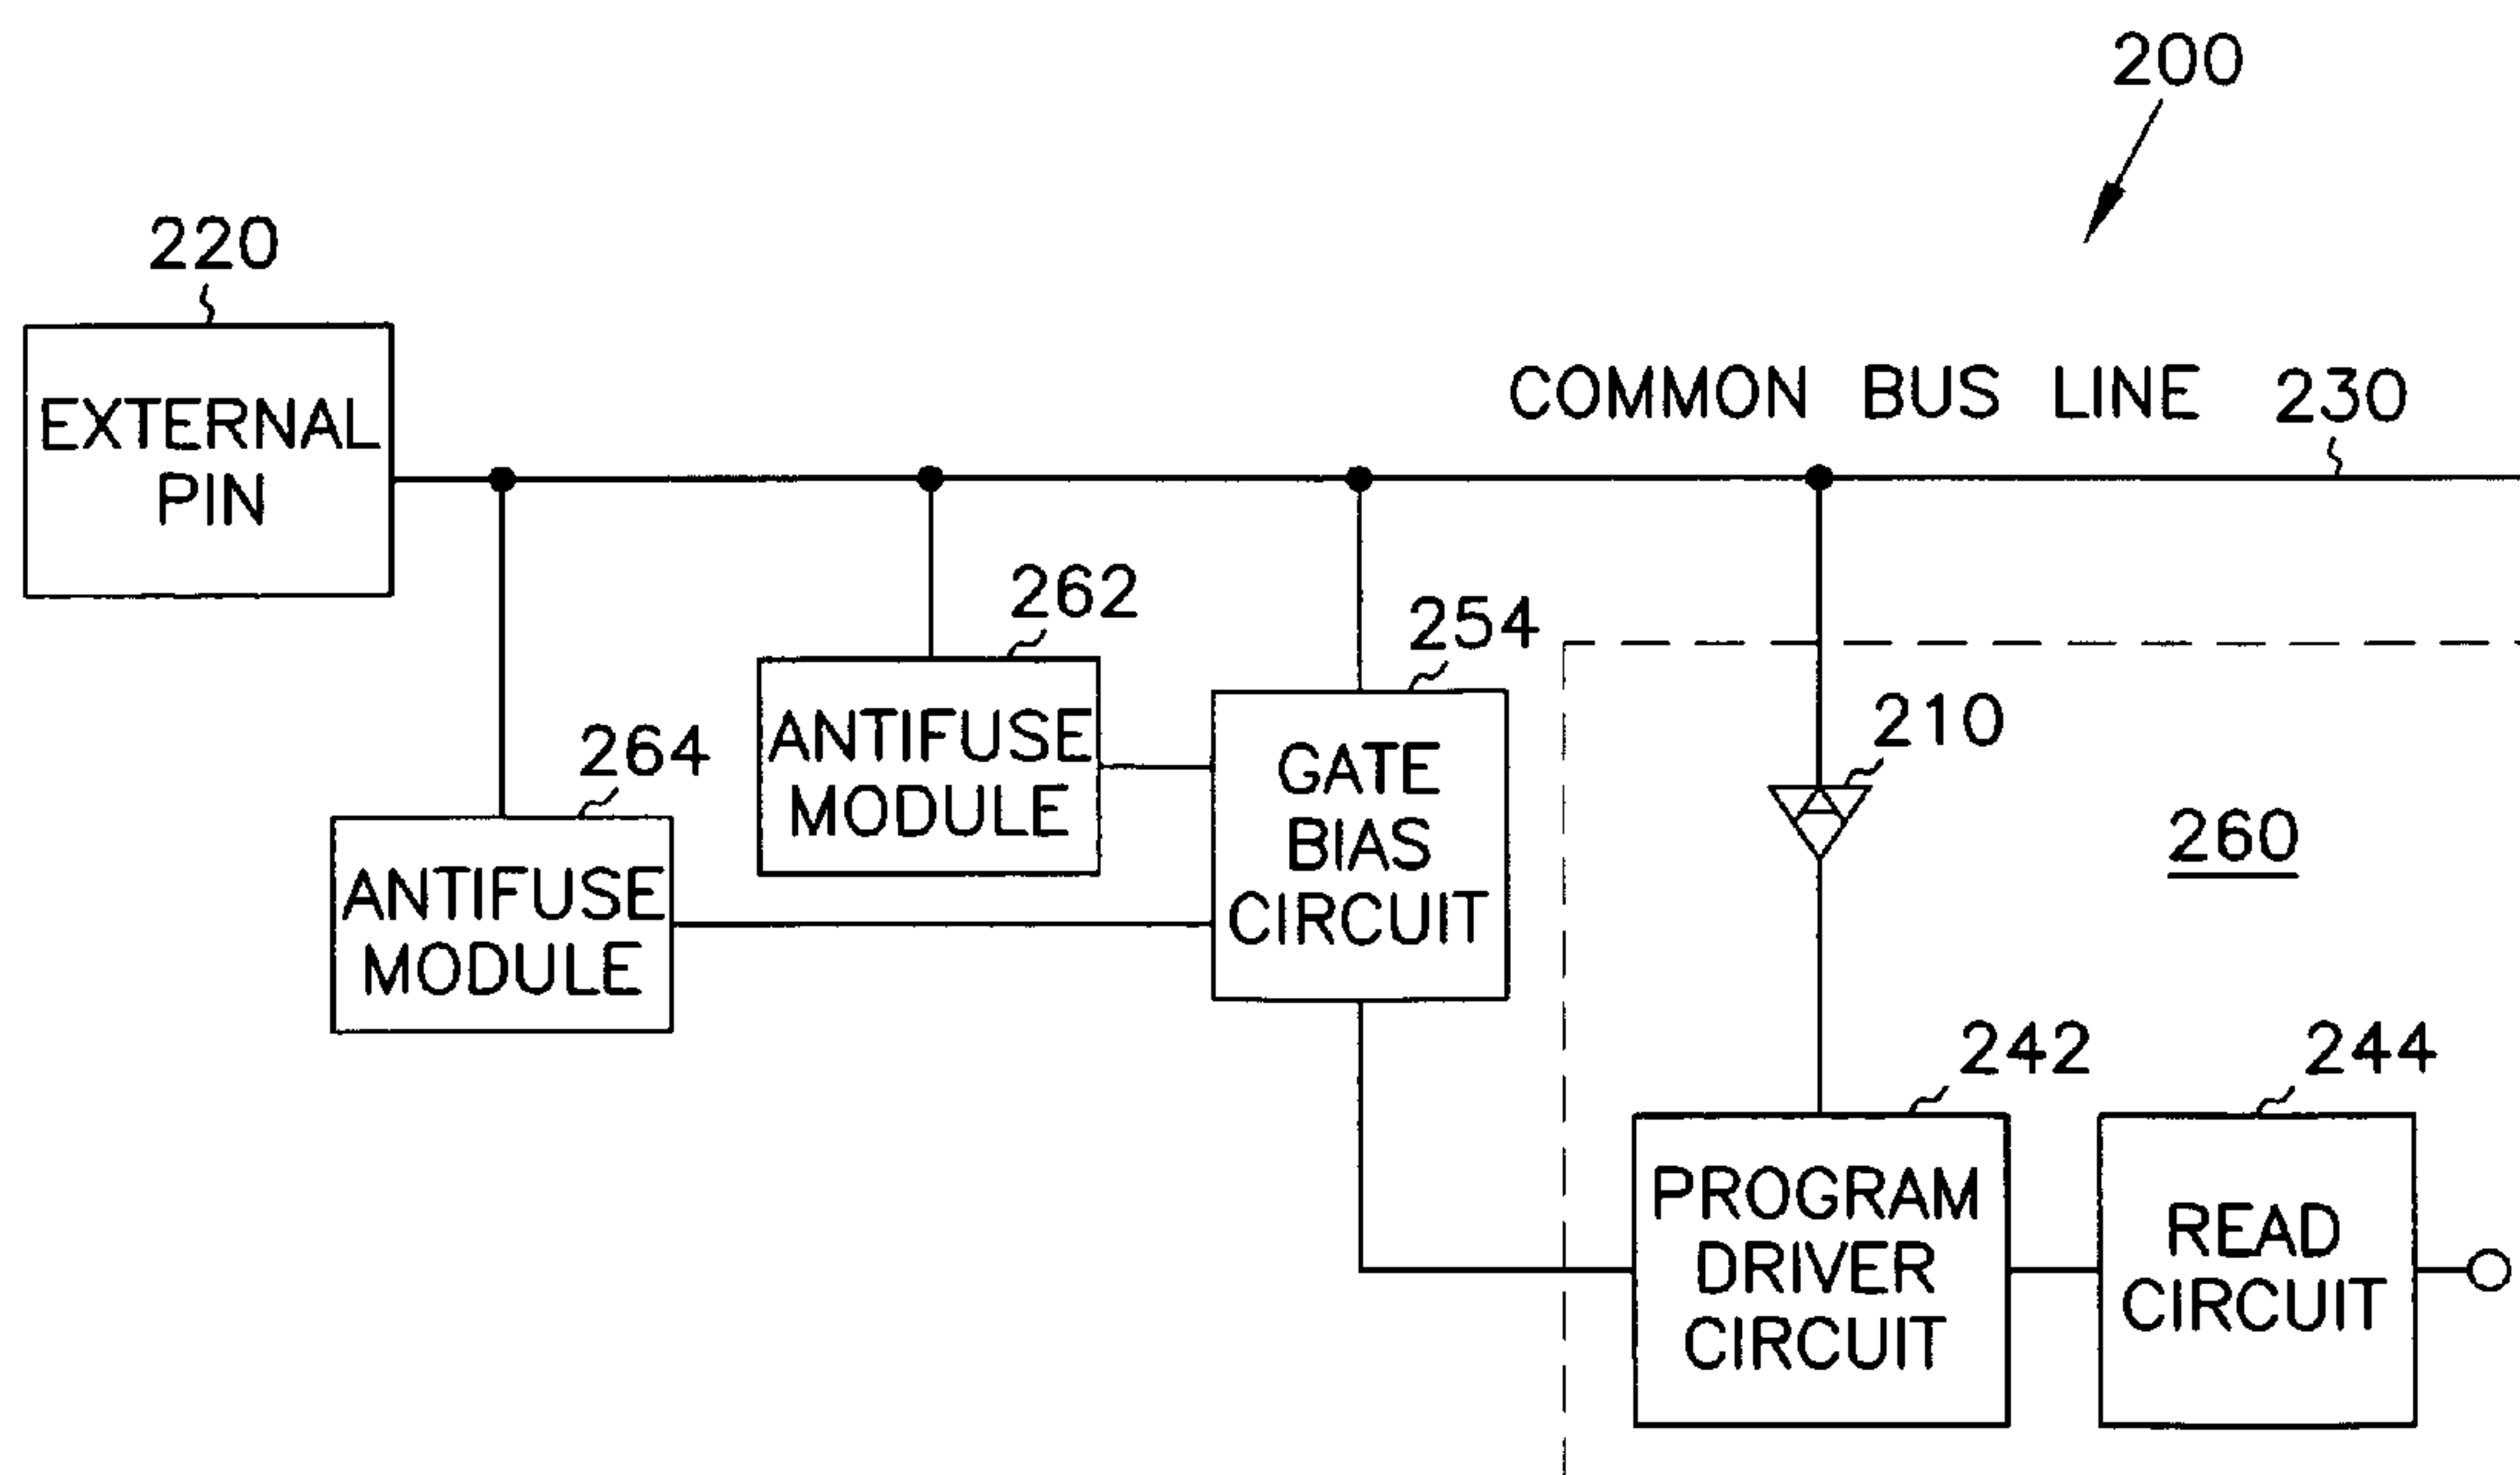 200
220
EXTERNAL
PIN
COMMON BUS LINE 230
262
254
ANTIFUSE
MODULE
264
ANTIFUSE
MODULE
GATE
BIAS
CIRCUIT
210
260
242
244
PROGRAM
DRIVER
CIRCUIT
READ
CIRCUIT